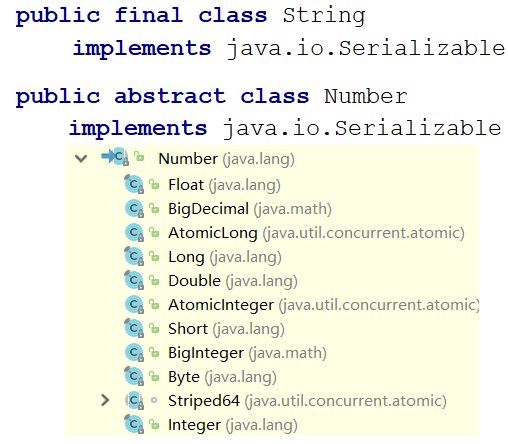 public final class String
implements java.io.Serializable
public abstract class Number
implements java.io.Serializable
Number (java.lang)
Float (java.lang)
BigDecimal (java.math)
AtomicLong (java.util.concurrent.atomic)
Long (java.lang)
Double (java.lang)
AtomicInteger (java.util.concurrent.atomic)
Short (java.lang)
BigInteger (java.math)
Byte (java.lang)
Striped64 (java.util.concurrent.atomic)
Integer (java.lang)